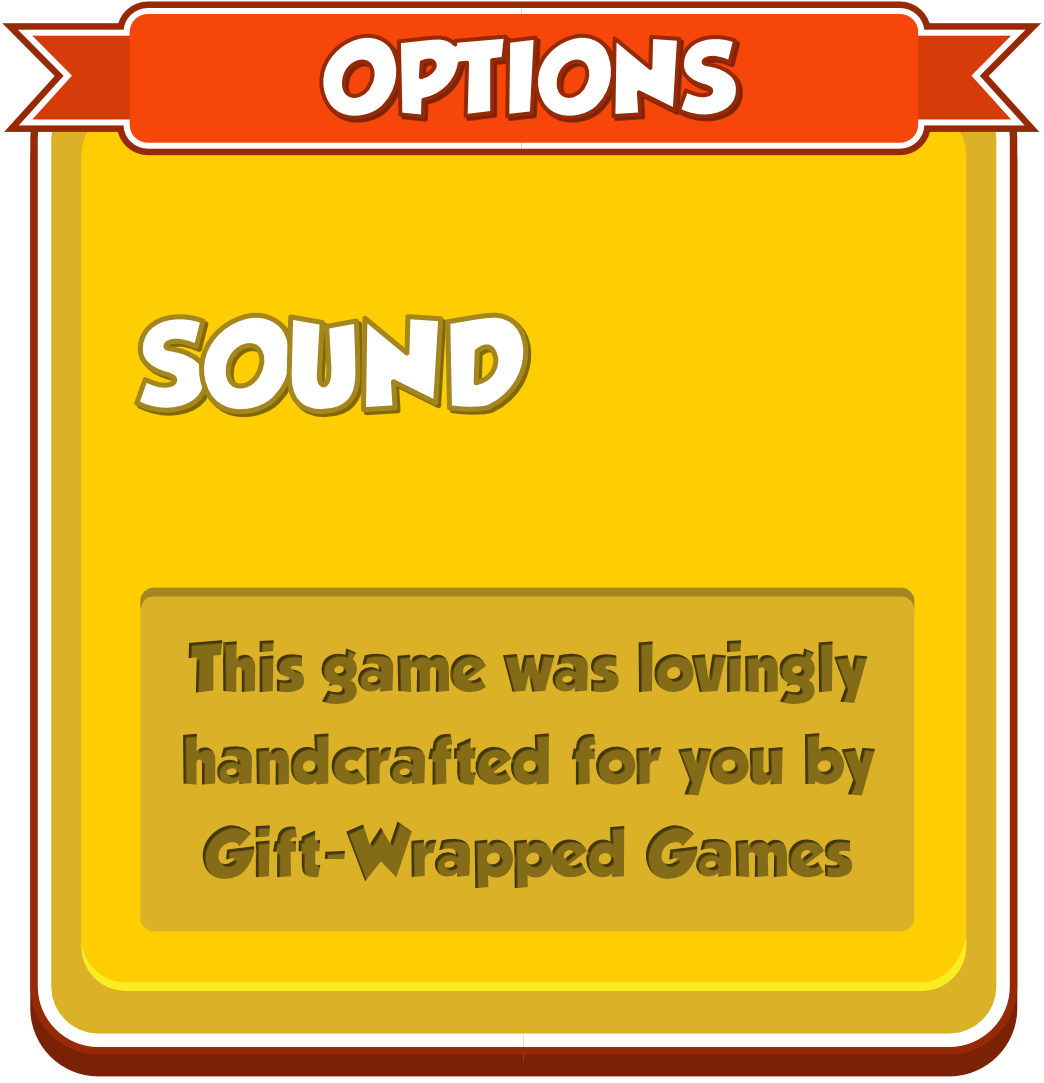 OPTIONS
SOUND
This game was lovingly
handcrafted for you by
Gift-Wrapped Games